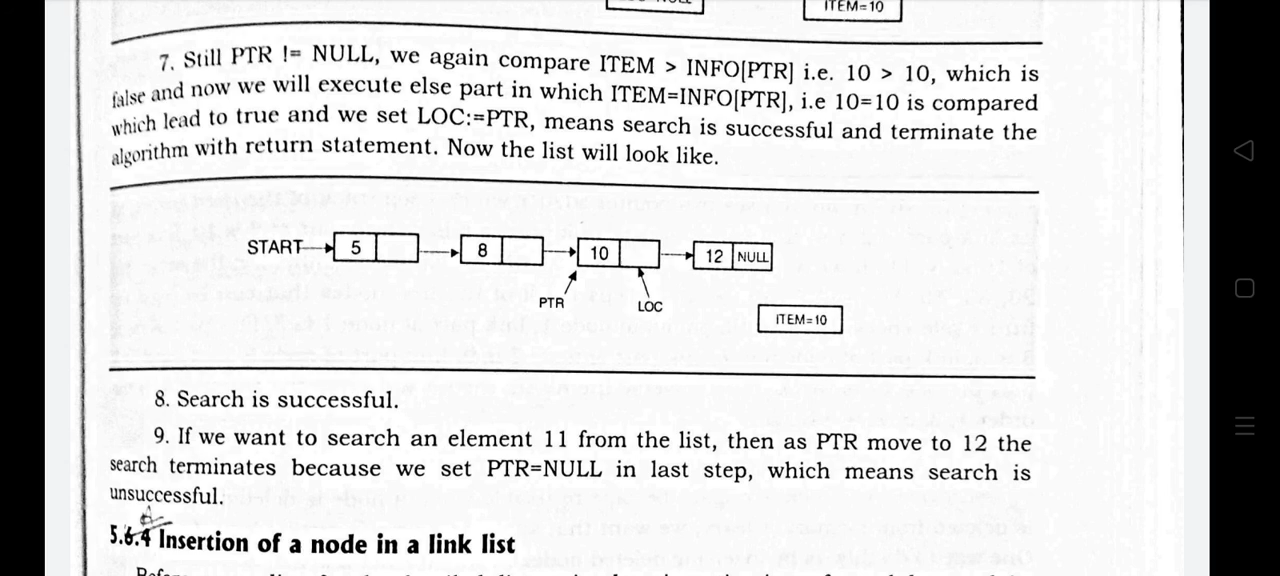 ITEM=10
7. Still PTR != NULL, we again compare ITEM > INFO[PTR] i.e. 10 > 10, which is
false and now we will execute else part in which ITEM=INFO[PTR], i.e 10=10 is compared
which lead to true and we set LOC:=PTR, means search is successful and terminate the
algorithm with return statement. Now the list will look like.
START 5 8 10 12 NULL
PTR LOC
ITEM=10
8. Search is successful.
9. If we want to search an element 11 from the list, then as PTR move to 12 the
search terminates because we set PTR=NULL in last step, which means search is
unsuccessful.
5.6.4 Insertion of a node in a link list